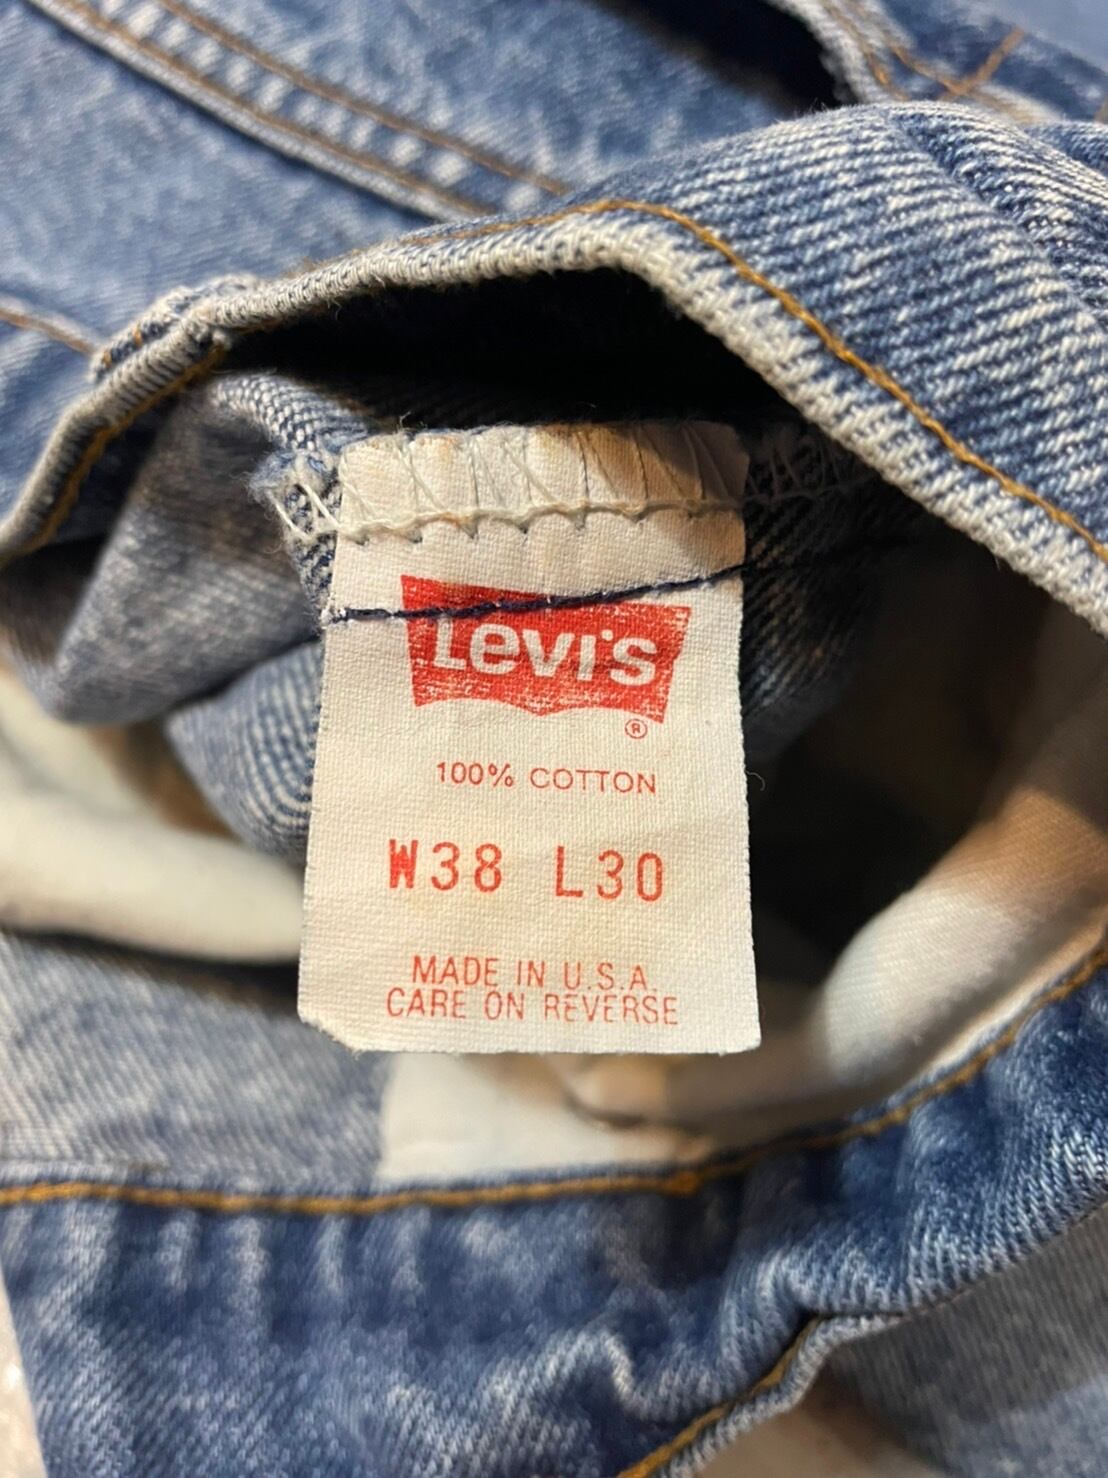 Levi's
®
100% COTTON
W38 L30
MADE IN U.S.A.
CARE ON REVERSE